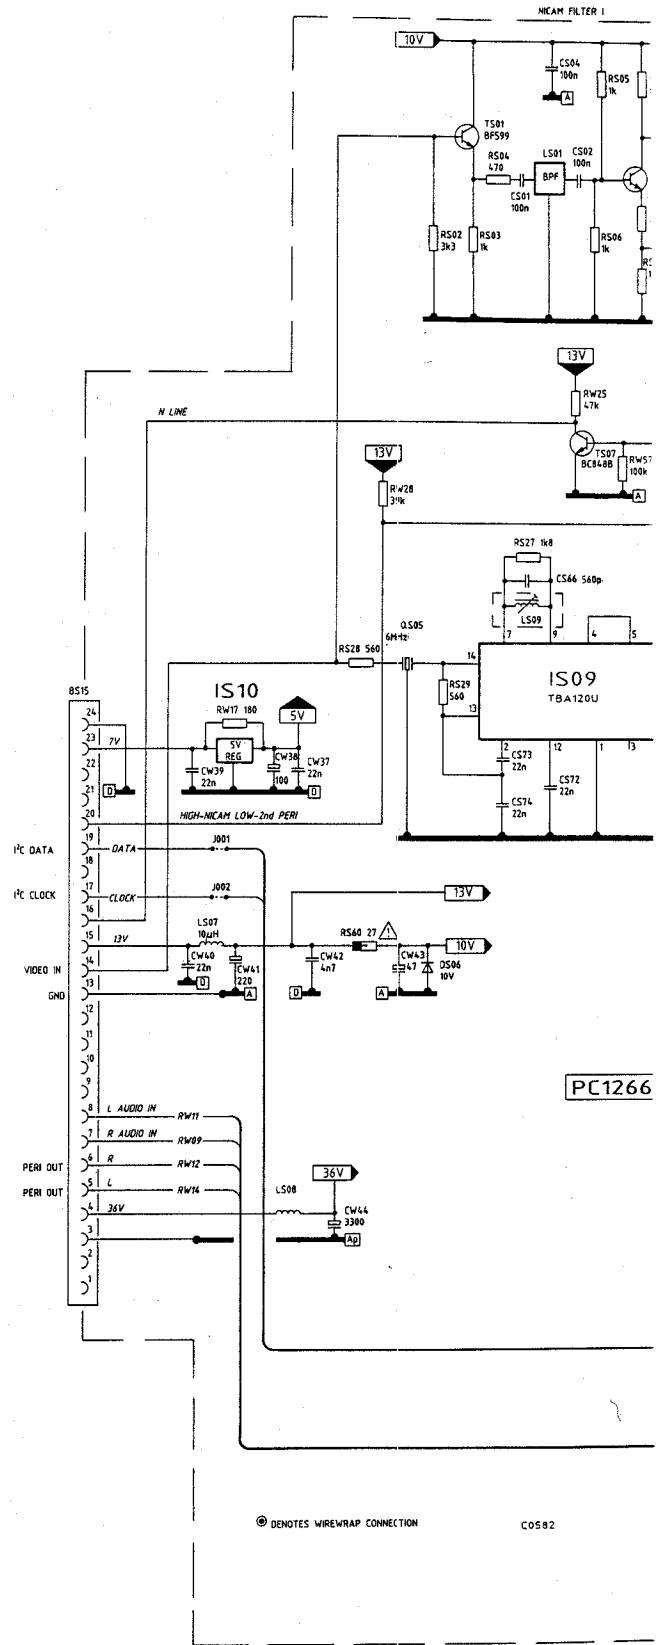 NICAM FILTER 1
10V
CS04
100n
A
RS05
1k
TS01
BFS99
RS04
470
CS01
100n
LS01
BPF
CS02
100n
RS02
3k3
RS03
1k
RS06
1k
13V
RW25
47k
N LINE
TS07
BC848B
RW57
100k
A
13V
RW28
RS27 1k8
CS66 560p
LS09
7
9
4
5
QS05
6MHz
RS28 560
14
RS29
560
13
IS09
TBA120U
2
12
1
3
CS73
22n
CS74
22n
CS72
22n
BS15
IS10
RW17 180
5V
5V
REG
CW39
22n
CW38
100
CW37
22n
D
D
24
23
7V
22
21
20
HIGH-NICAM LOW-2nd PERI
I²C DATA
19
DATA
J001
18
I²C CLOCK
17
CLOCK
J002
16
13V
15
13V
LS07
10µH
RS60 27
!
10V
CW40
22n
D
CW41
220
A
CW42
4n7
D
CW43
47
A
DS06
10V
VIDEO IN
14
GND
13
12
11
10
9
PC1266
8
L AUDIO IN
RW11
7
R AUDIO IN
RW09
PERI OUT
6
R
RW12
PERI OUT
5
L
RW14
36V
4
36V
LS08
CW44
3300
Ap
3
2
1
DENOTES WIREWRAP CONNECTION
C0582